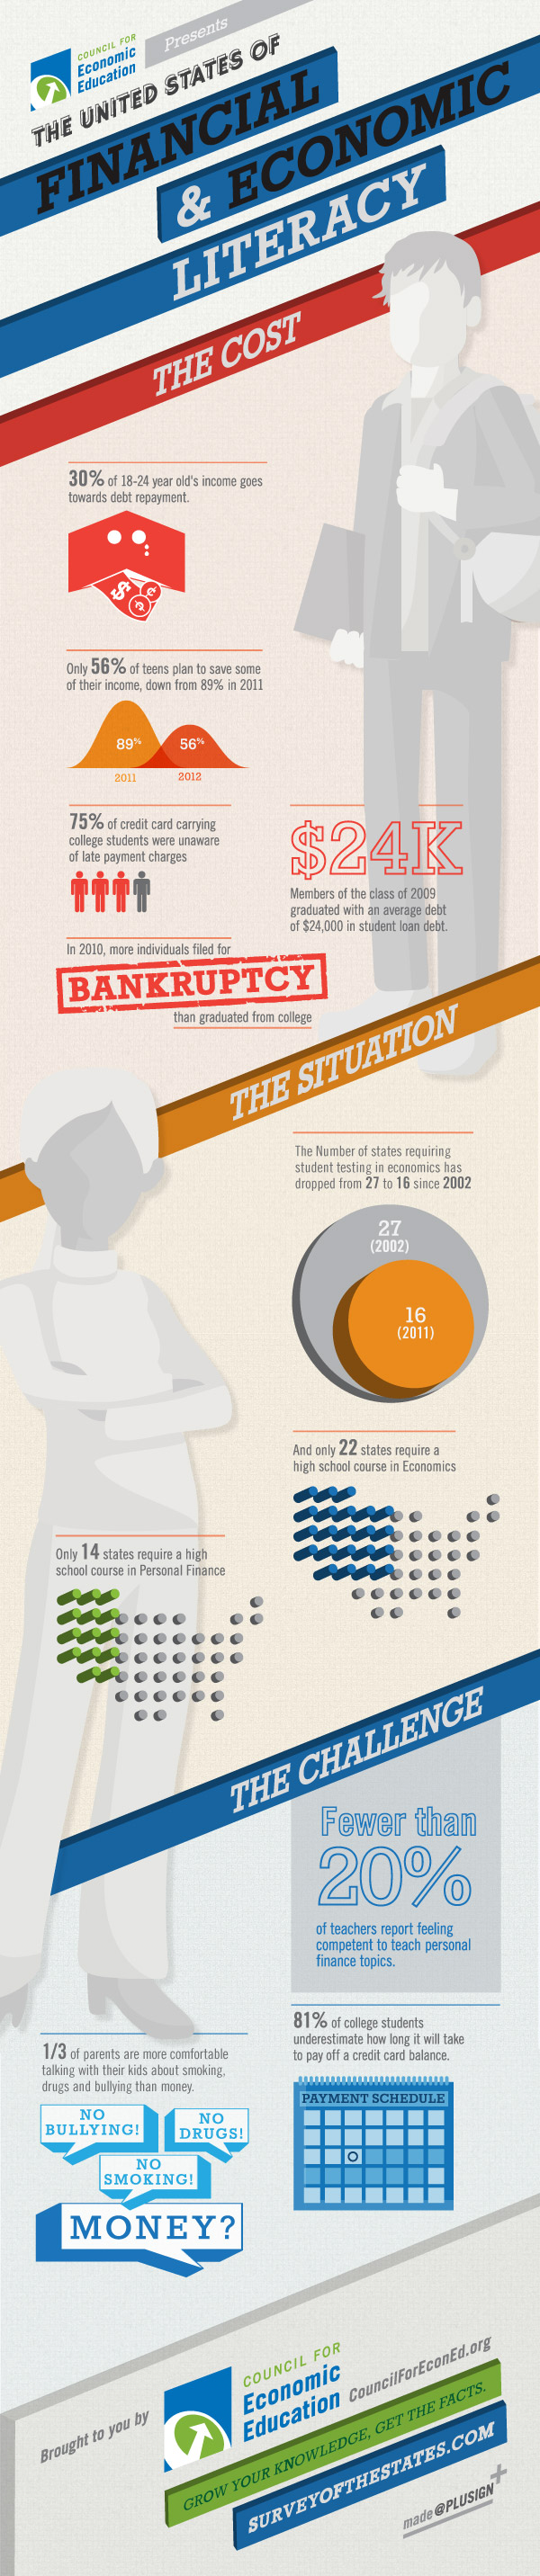 COUNCIL FOR
Economic
Education
Presents
THE UNITED STATES OF
FINANCIAL
& ECONOMIC
LITERACY
THE COST
30% of 18-24 year old's income goes
towards debt repayment.
Only 56% of teens plan to save some
of their income, down from 89% in 2011
89%
56%
2011
2012
75% of credit card carrying
college students were unaware
of late payment charges
$24K
Members of the class of 2009
graduated with an average debt
of $24,000 in student loan debt.
In 2010, more individuals filed for
BANKRUPTCY
than graduated from college
THE SITUATION
The Number of states requiring
student testing in economics has
dropped from 27 to 16 since 2002
27
(2002)
16
(2011)
And only 22 states require a
high school course in Economics
Only 14 states require a high
school course in Personal Finance
THE CHALLENGE
Fewer than
20%
of teachers report feeling
competent to teach personal
finance topics.
81% of college students
underestimate how long it will take
to pay off a credit card balance.
PAYMENT SCHEDULE
1/3 of parents are more comfortable
talking with their kids about smoking,
drugs and bullying than money.
NO
BULLYING!
NO
DRUGS!
NO
SMOKING!
MONEY?
Brought to you by
COUNCIL FOR
Economic
Education
CouncilForEconEd.org
GROW YOUR KNOWLEDGE, GET THE FACTS.
SURVEYOFTHESTATES.COM
made @PLUSIGN+